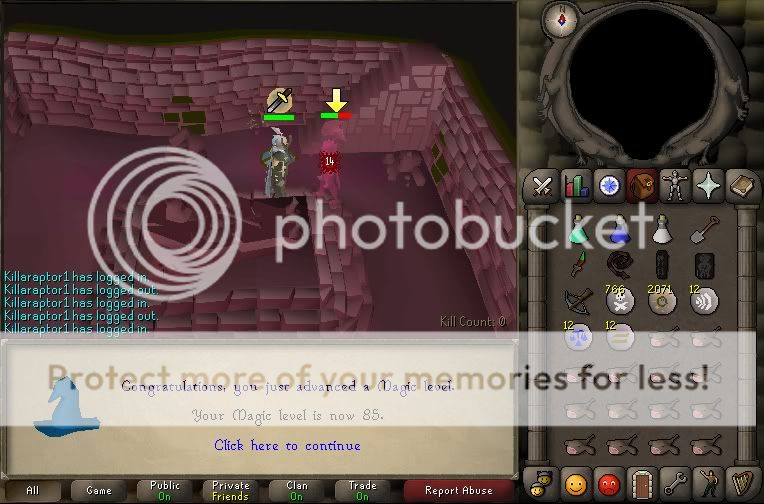 N
14
Killaraptor1 has logged in.
Killaraptor1 has logged out.
Killaraptor1 has logged in.
Killaraptor1 has logged out.
Killaraptor1 has logged in.
Kill Count: 0
photobucket
766 2071 12
12 12
Protect more of your memories for less!
Congratulations, you just advanced a Magic level.
Your Magic level is now 85.
Click here to continue
All Game Public On Private Friends Clan On Trade On Report Abuse